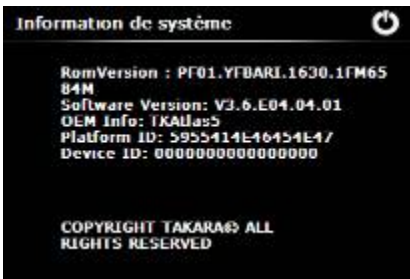 Information de système
RomVersion : PF01.YFBARI.1630.1FM65
84M
Software Version: V3.6.E04.04.01
OEM Info: TKAtlas5
Platform ID: 5955414E46454E47
Device ID: 0000000000000000
COPYRIGHT TAKARA® ALL
RIGHTS RESERVED